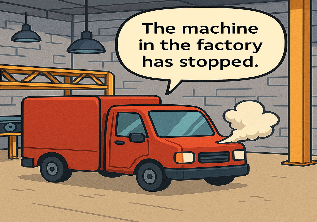 The machine
in the factory
has stopped.